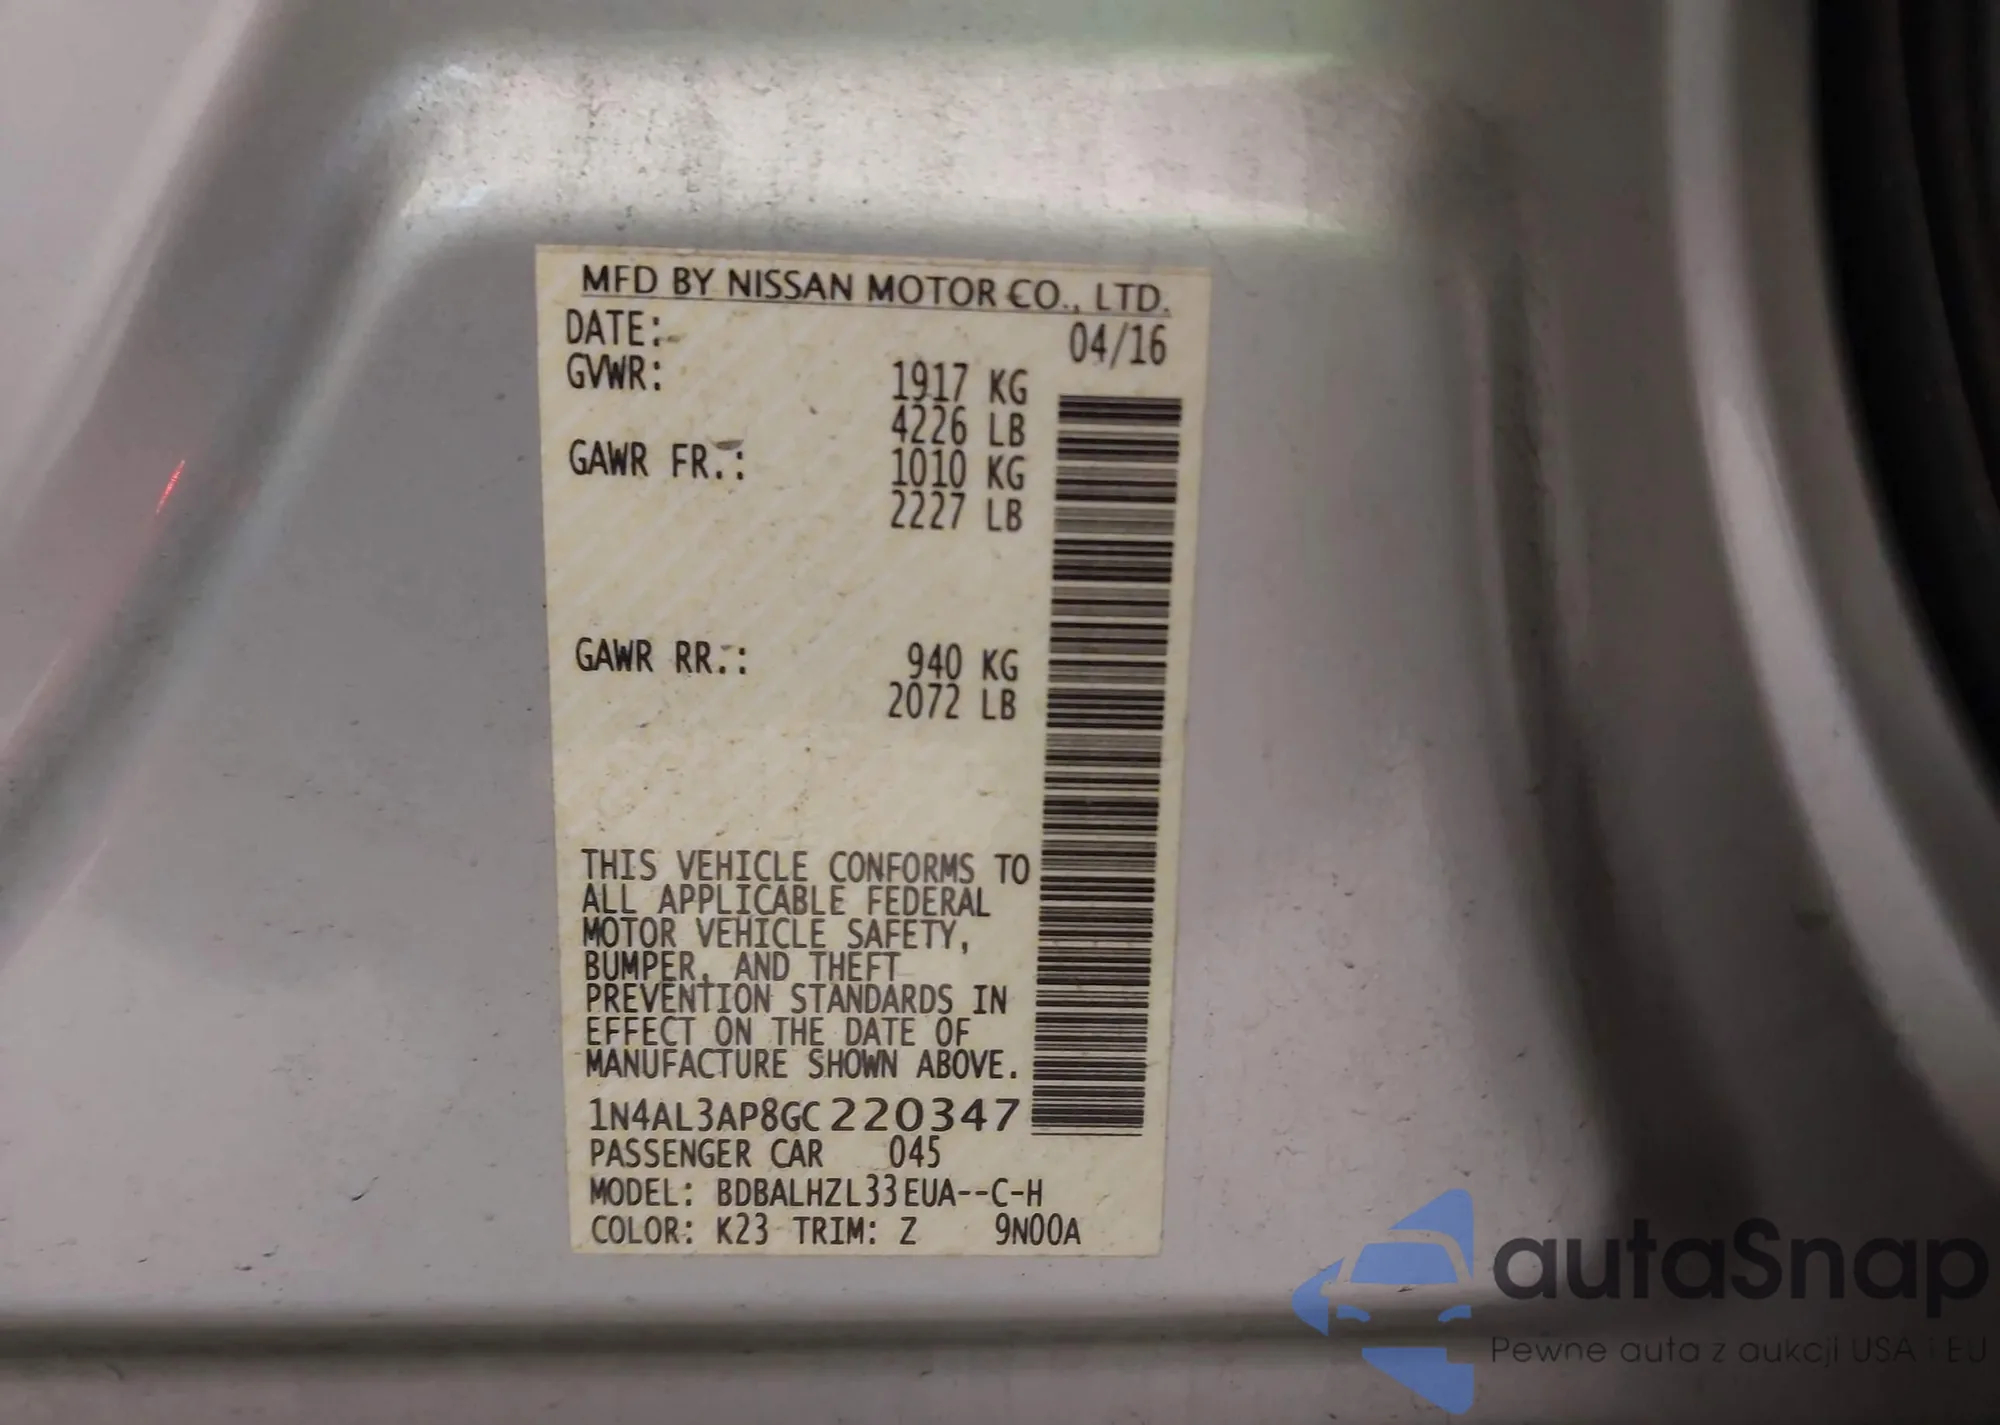 MFD BY NISSAN MOTOR CO., LTD.
DATE: 04/16
GVWR: 1917 KG
4226 LB
GAWR FR.: 1010 KG
2227 LB
GAWR RR.: 940 KG
2072 LB
THIS VEHICLE CONFORMS TO
ALL APPLICABLE FEDERAL
MOTOR VEHICLE SAFETY,
BUMPER, AND THEFT
PREVENTION STANDARDS IN
EFFECT ON THE DATE OF
MANUFACTURE SHOWN ABOVE.
1N4AL3AP8GC220347
PASSENGER CAR 045
MODEL: BDBALHZL33EUA--C-H
COLOR: K23 TRIM: Z 9N00A
autaSnap
Pewne auta z aukcji USA i EU